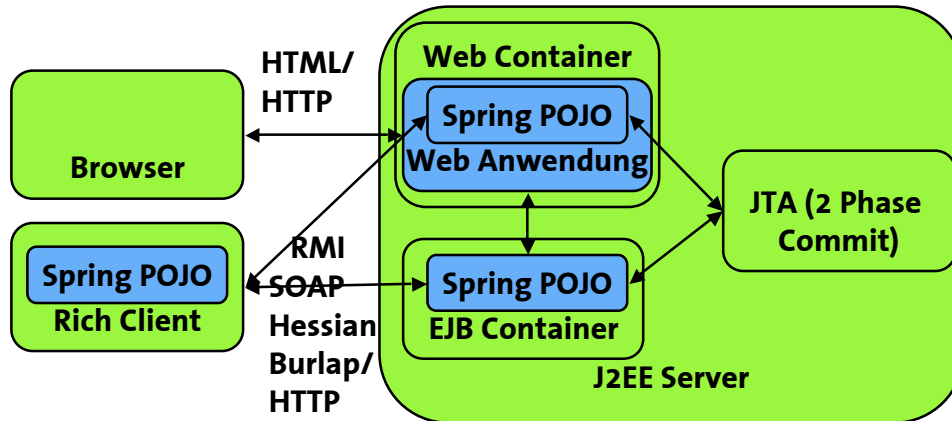 HTML/
HTTP
Browser
Spring POJO
Rich Client
RMI
SOAP
Hessian
Burlap/
HTTP
Web Container
Spring POJO
Web Anwendung
Spring POJO
EJB Container
JTA (2 Phase
Commit)
J2EE Server